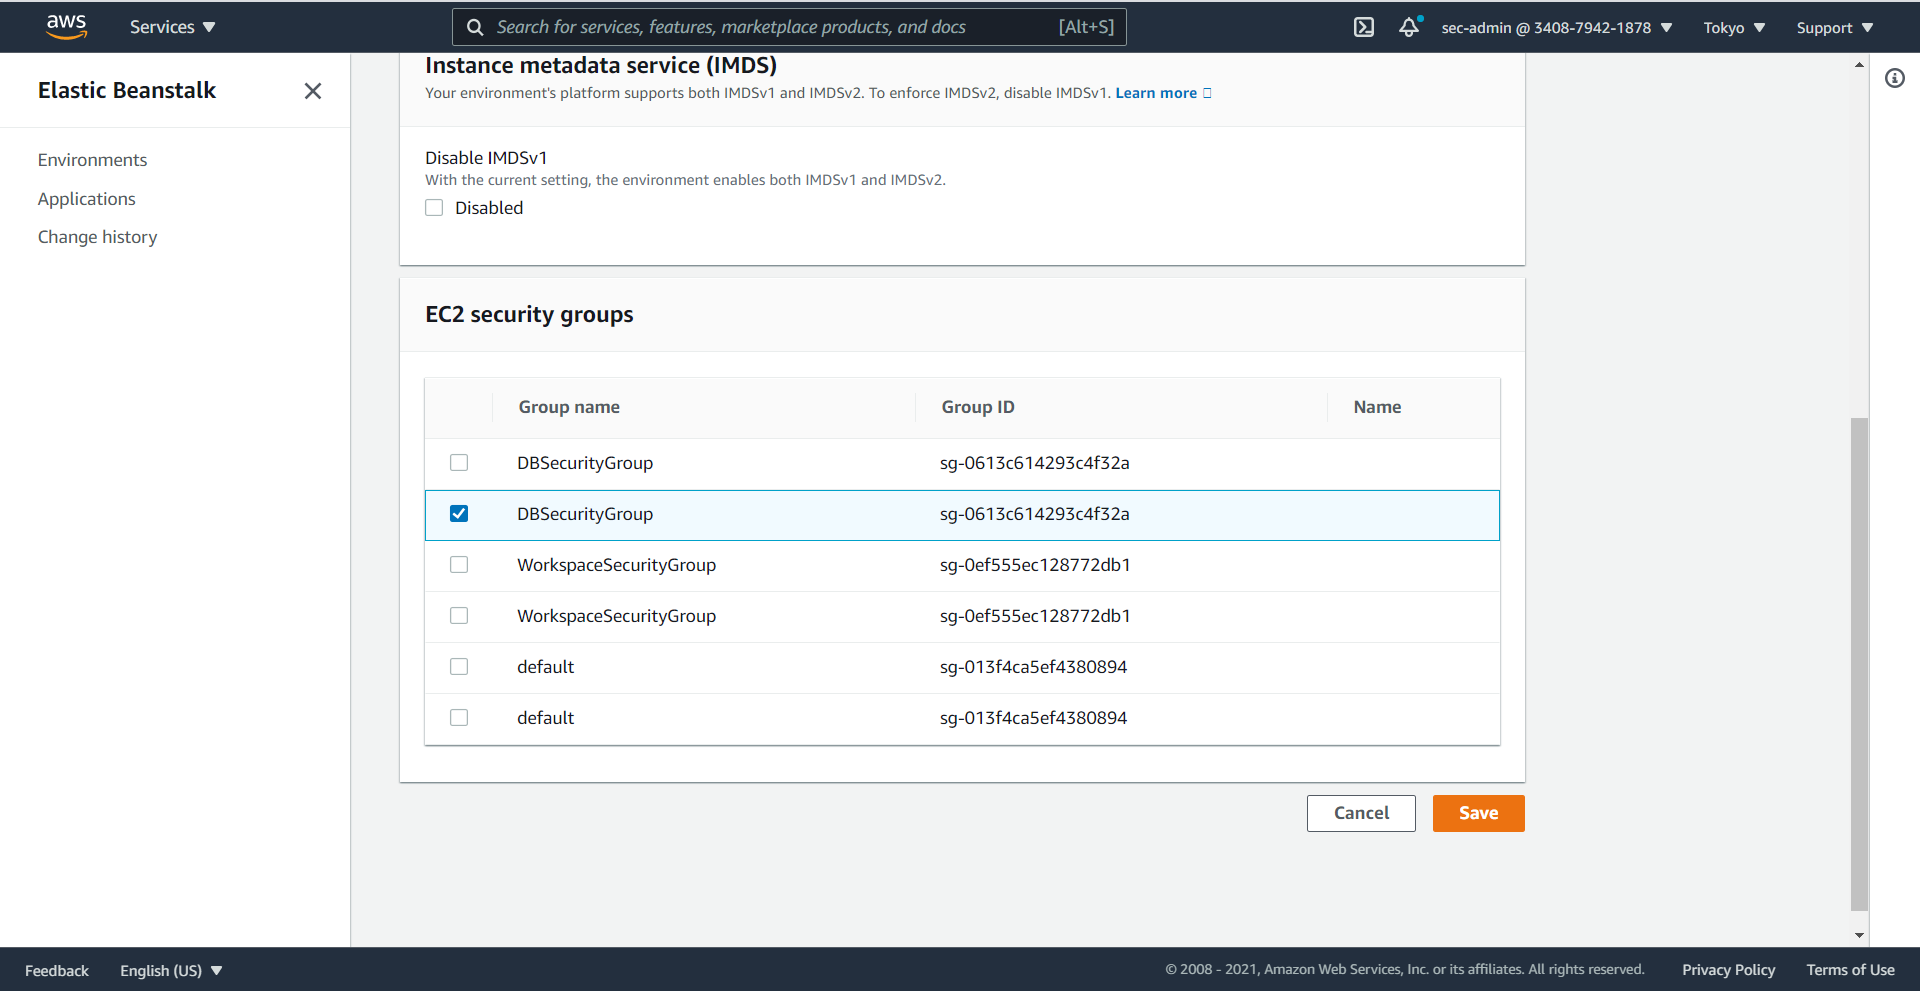 aws
Services
Search for services, features, marketplace products, and docs [Alt+S]
sec-admin @ 3408-7942-1878
Tokyo
Support
Elastic Beanstalk
Environments
Applications
Change history
Instance metadata service (IMDS)
Your environment's platform supports both IMDSv1 and IMDSv2. To enforce IMDSv2, disable IMDSv1. Learn more
Disable IMDSv1
With the current setting, the environment enables both IMDSv1 and IMDSv2.
Disabled
EC2 security groups
Group name Group ID Name
DBSecurityGroup sg-0613c614293c4f32a
DBSecurityGroup sg-0613c614293c4f32a
WorkspaceSecurityGroup sg-0ef555ec128772db1
WorkspaceSecurityGroup sg-0ef555ec128772db1
default sg-013f4ca5ef4380894
default sg-013f4ca5ef4380894
Cancel Save
Feedback English (US) © 2008 - 2021, Amazon Web Services, Inc. or its affiliates. All rights reserved. Privacy Policy Terms of Use